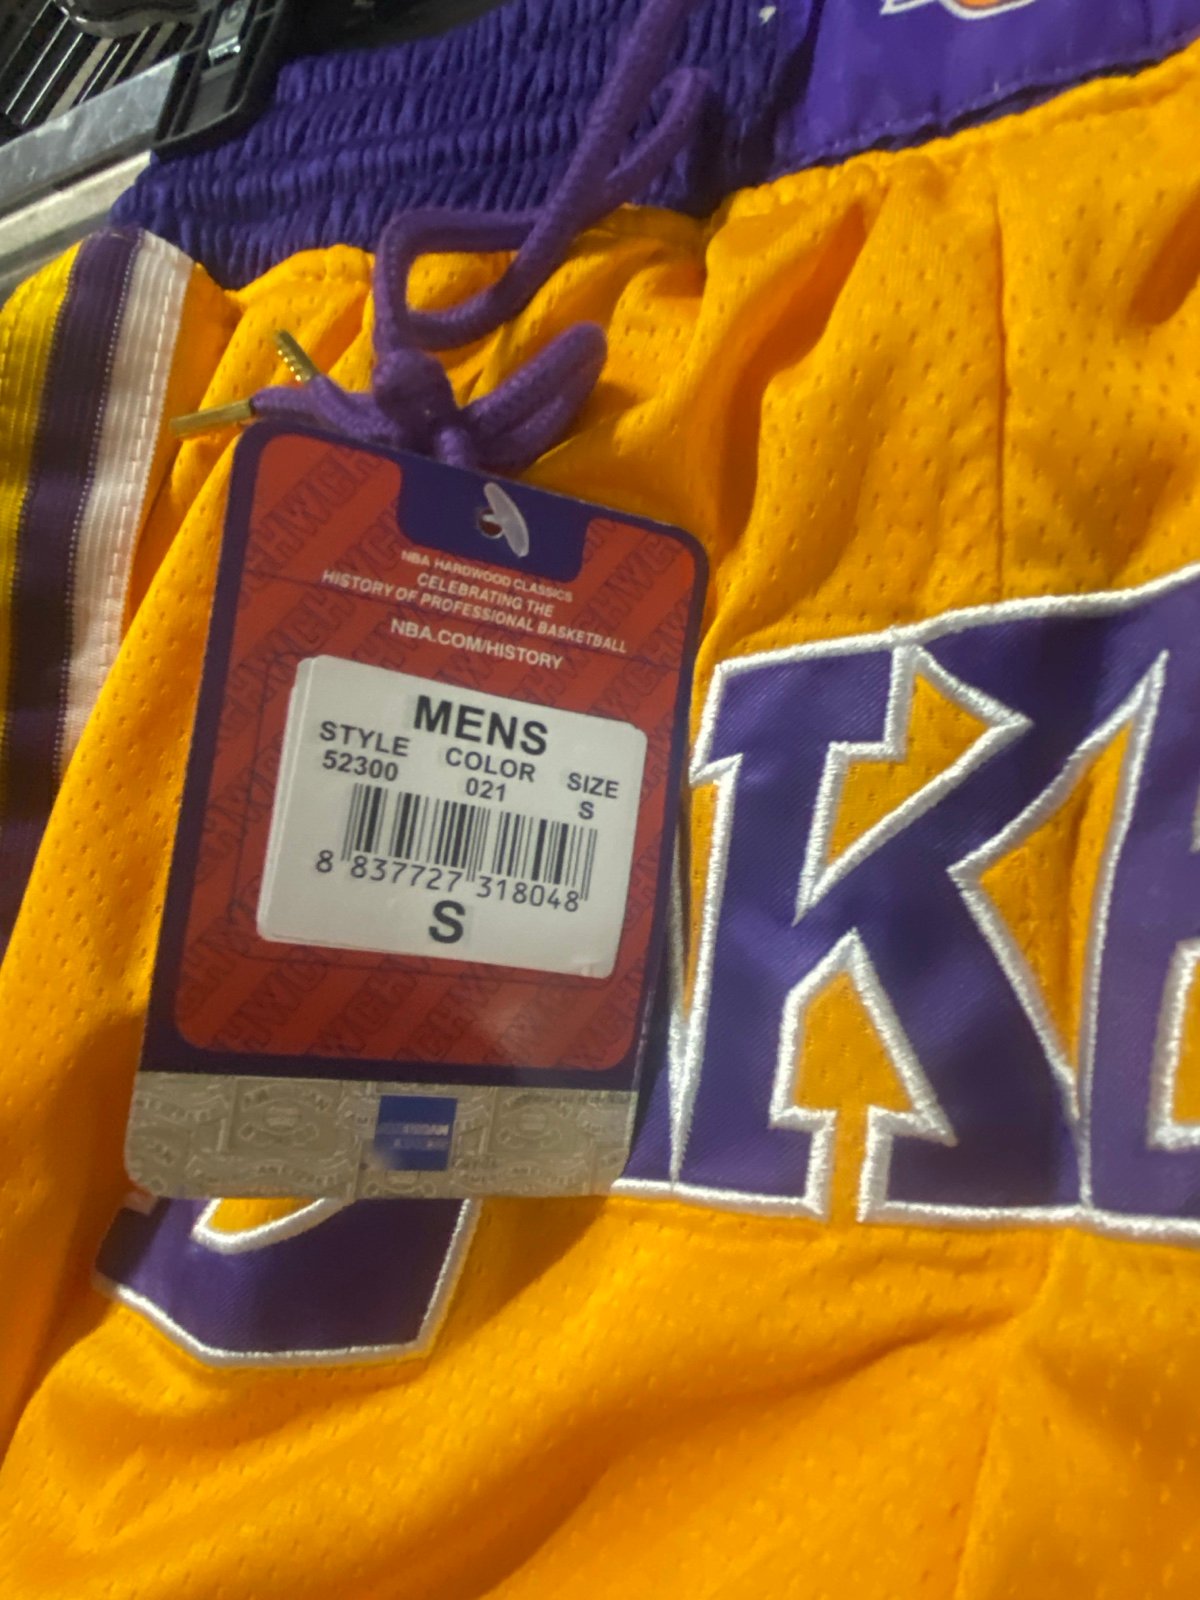 NBA HARDWOOD CLASSICS
CELEBRATING THE
HISTORY OF PROFESSIONAL BASKETBALL
NBA.COM/HISTORY
MENS
STYLE COLOR SIZE
52300 021 S
8 837727 318048
S
K